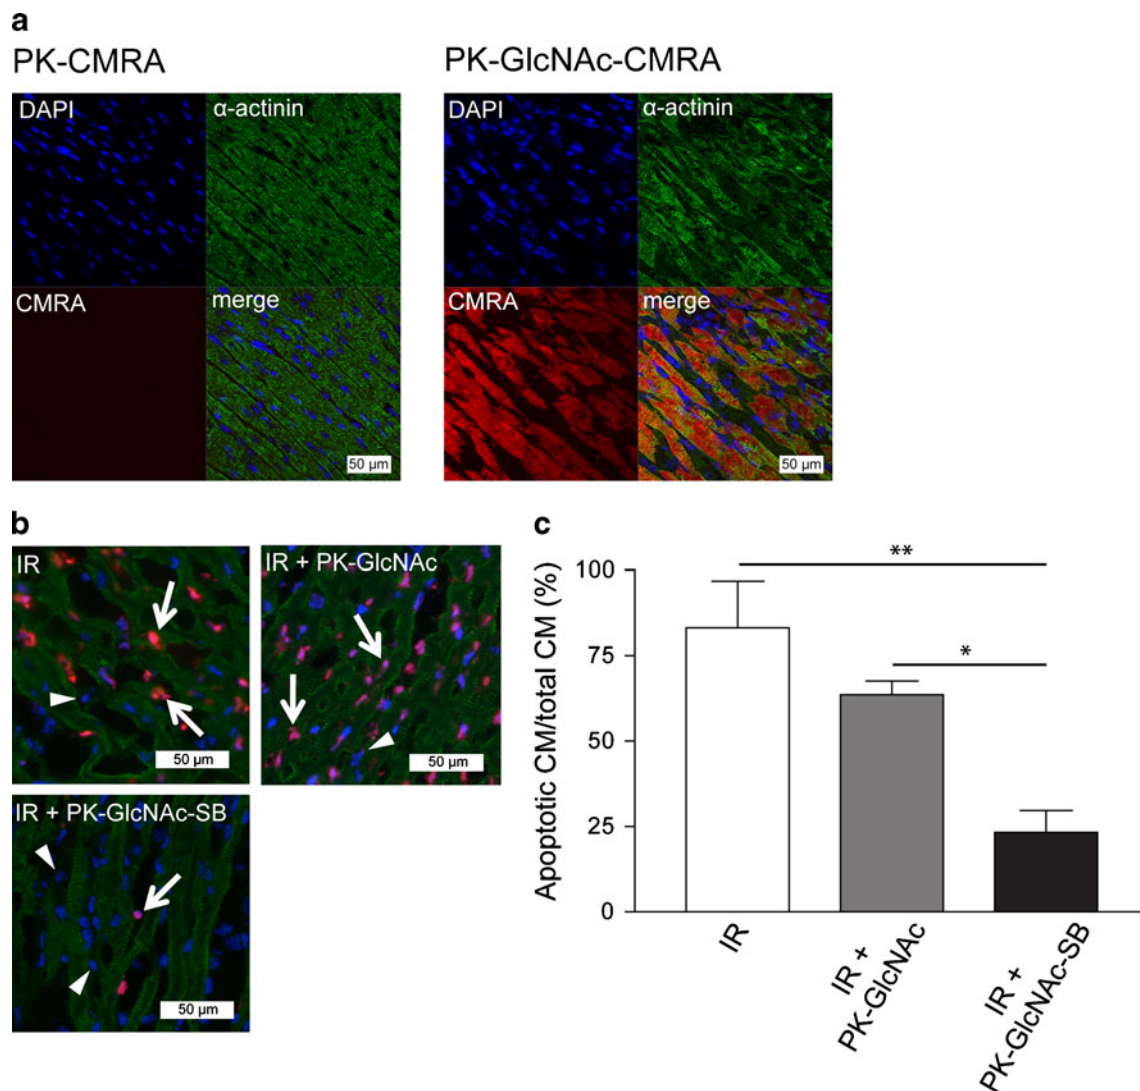 a
PK-CMRA
PK-GlcNAc-CMRA
DAPI
α-actinin
DAPI
α-actinin
CMRA
merge
CMRA
merge
50 µm
50 µm
b
IR
IR + PK-GlcNAc
50 µm
50 µm
IR + PK-GlcNAc-SB
50 µm
c
**
*
Apoptotic CM/total CM (%)
100
75
50
25
0
IR
IR +
PK-GlcNAc
IR +
PK-GlcNAc-SB